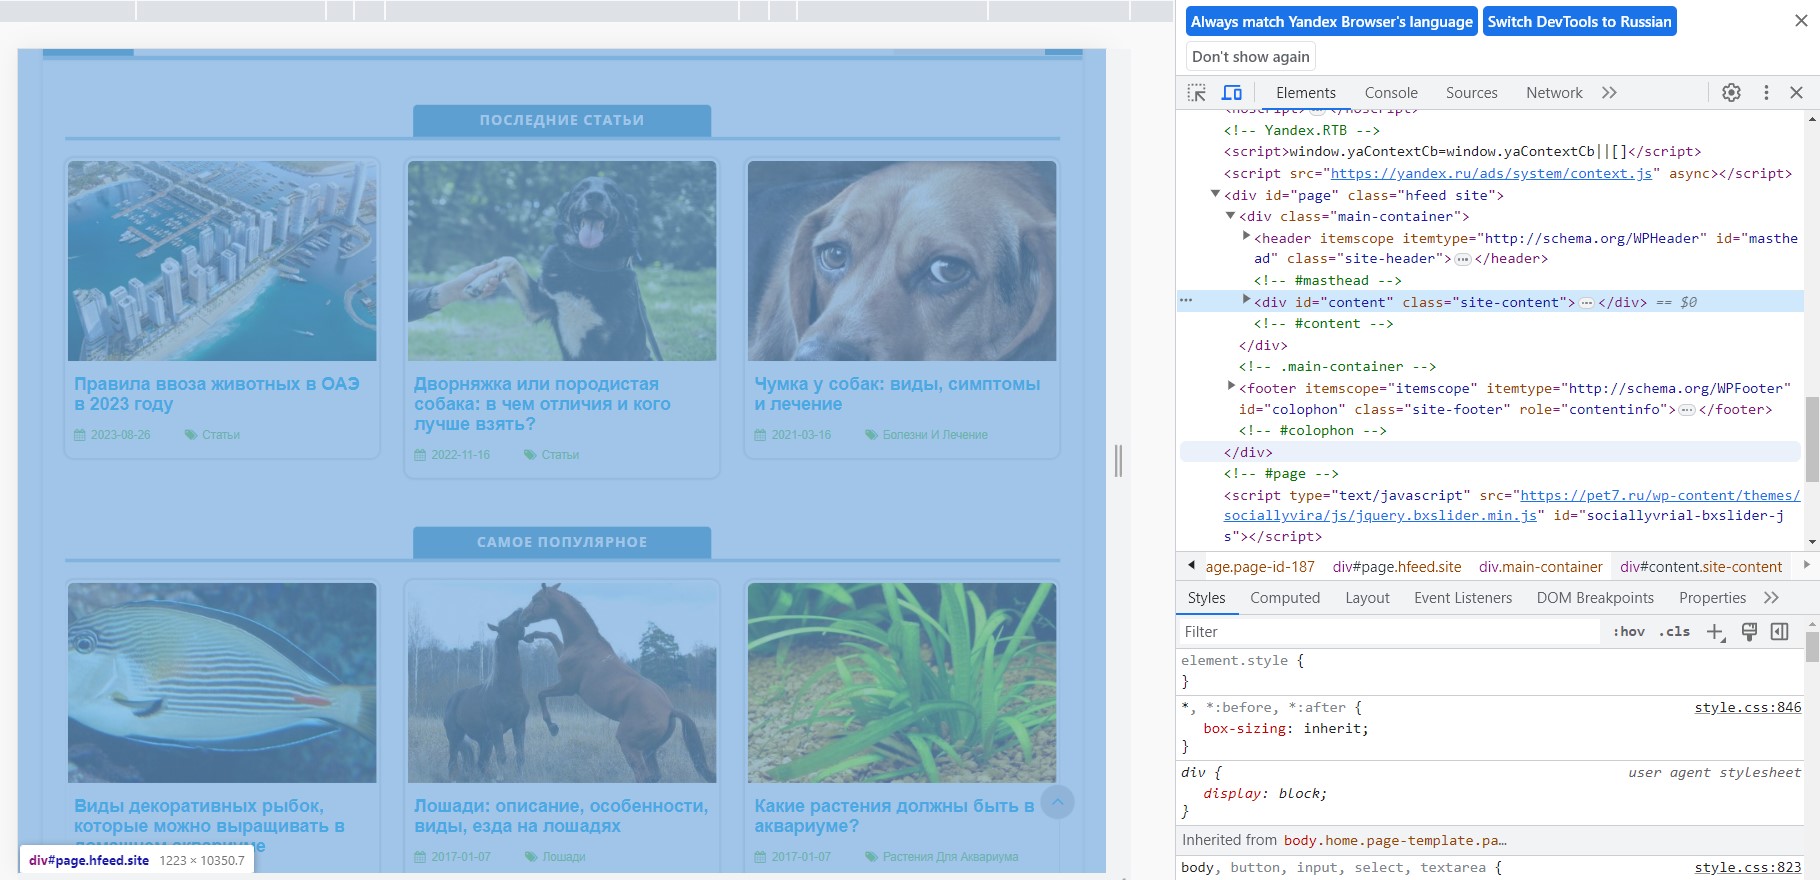 ПОСЛЕДНИЕ СТАТЬИ
Правила ввоза животных в ОАЭ
в 2023 году
2023-08-26 Статьи
Дворняжка или породистая
собака: в чем отличия и кого
лучше взять?
2022-11-16 Статьи
Чумка у собак: виды, симптомы
и лечение
2021-03-16 Болезни И Лечение
САМОЕ ПОПУЛЯРНОЕ
Виды декоративных рыбок,
которые можно выращивать в
домашнем аквариуме
Лошади: описание, особенности,
виды, езда на лошадях
2017-01-07 Лошади
Какие растения должны быть в
аквариуме?
2017-01-07 Растения Для Аквариума
div#page.hfeed.site 1223 × 10350.7
Always match Yandex Browser's language Switch DevTools to Russian
Don't show again
Elements Console Sources Network
<noscript> … </noscript>
<!-- Yandex.RTB -->
<script>window.yaContextCb=window.yaContextCb||[]</script>
<script src="https://yandex.ru/ads/system/context.js" async></script>
<div id="page" class="hfeed site">
<div class="main-container">
<header itemscope itemtype="http://schema.org/WPHeader" id="masthe
ad" class="site-header"> … </header>
<!-- #masthead -->
<div id="content" class="site-content"> … </div> == $0
<!-- #content -->
</div>
<!-- .main-container -->
<footer itemscope="itemscope" itemtype="http://schema.org/WPFooter"
id="colophon" class="site-footer" role="contentinfo"> … </footer>
<!-- #colophon -->
</div>
<!-- #page -->
<script type="text/javascript" src="https://pet7.ru/wp-content/themes/
sociallyvira/js/jquery.bxslider.min.js" id="sociallyvrial-bxslider-j
s"></script>
age.page-id-187 div#page.hfeed.site div.main-container div#content.site-content
Styles Computed Layout Event Listeners DOM Breakpoints Properties
Filter :hov .cls
element.style {
}
*, *:before, *:after { style.css:846
box-sizing: inherit;
}
div { user agent stylesheet
display: block;
}
Inherited from body.home.page-template.pa…
body, button, input, select, textarea { style.css:823